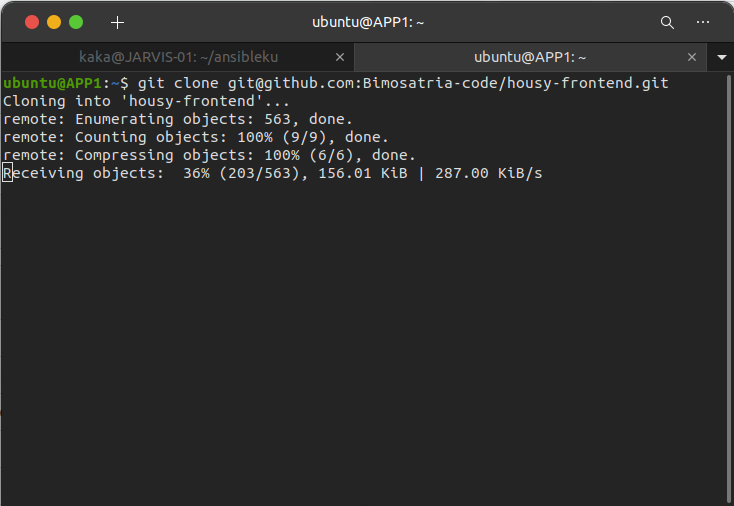 ubuntu@APP1: ~
kaka@JARVIS-01: ~/ansibleku
ubuntu@APP1: ~
ubuntu@APP1:~$ git clone git@github.com:Bimosatria-code/housy-frontend.git
Cloning into 'housy-frontend'...
remote: Enumerating objects: 563, done.
remote: Counting objects: 100% (9/9), done.
remote: Compressing objects: 100% (6/6), done.
Receiving objects:  36% (203/563), 156.01 KiB | 287.00 KiB/s